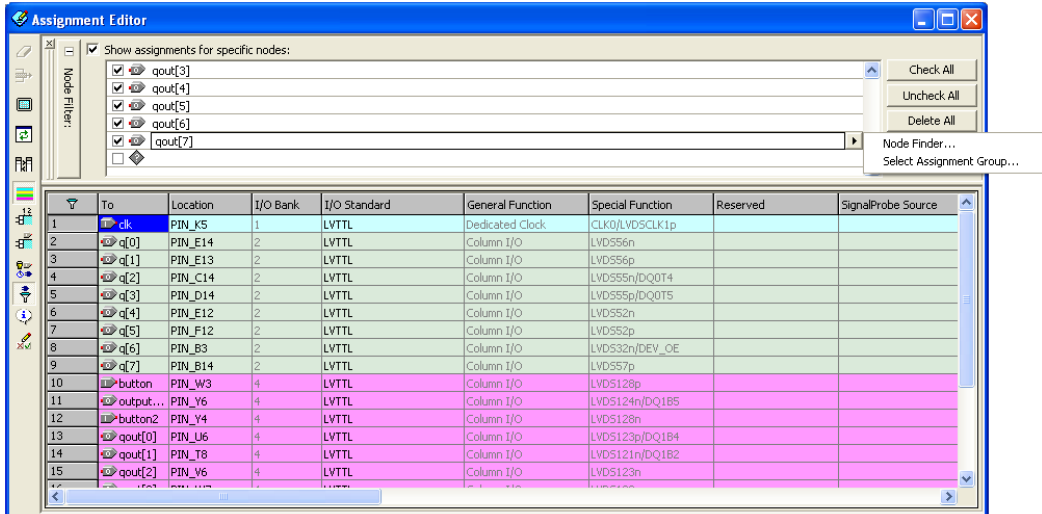 Assignment Editor
Show assignments for specific nodes:
Node Filter:
qout[3]
Check All
qout[4]
Uncheck All
qout[5]
qout[6]
Delete All
qout[7]
Node Finder...
Select Assignment Group...
To Location I/O Bank I/O Standard General Function Special Function Reserved SignalProbe Source
1 clk PIN_K5 1 LVTTL Dedicated Clock CLK0/LVDSCLK1p
2 q[0] PIN_E14 2 LVTTL Column I/O LVDS56n
3 q[1] PIN_E13 2 LVTTL Column I/O LVDS56p
4 q[2] PIN_C14 2 LVTTL Column I/O LVDS55n/DQ0T4
5 q[3] PIN_D14 2 LVTTL Column I/O LVDS55p/DQ0T5
6 q[4] PIN_E12 2 LVTTL Column I/O LVDS52n
7 q[5] PIN_F12 2 LVTTL Column I/O LVDS52p
8 q[6] PIN_B3 2 LVTTL Column I/O LVDS32n/DEV_OE
9 q[7] PIN_B14 2 LVTTL Column I/O LVDS57p
10 button PIN_W3 4 LVTTL Column I/O LVDS128p
11 output... PIN_Y6 4 LVTTL Column I/O LVDS124n/DQ1B5
12 button2 PIN_Y4 4 LVTTL Column I/O LVDS128n
13 qout[0] PIN_U6 4 LVTTL Column I/O LVDS123p/DQ1B4
14 qout[1] PIN_T8 4 LVTTL Column I/O LVDS121n/DQ1B2
15 qout[2] PIN_V6 4 LVTTL Column I/O LVDS123n